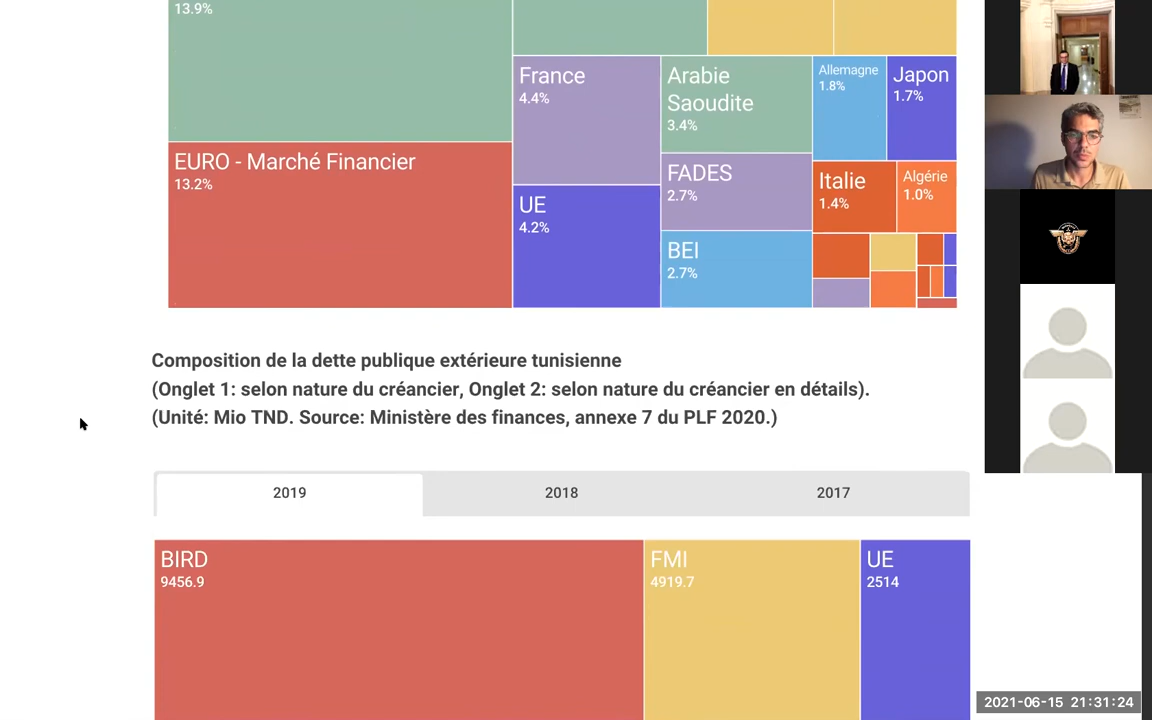 13.9%
EURO - Marché Financier
13.2%
France
4.4%
UE
4.2%
Arabie
Saoudite
3.4%
FADES
2.7%
BEI
2.7%
Allemagne
1.8%
Japon
1.7%
Italie
1.4%
Algérie
1.0%
Composition de la dette publique extérieure tunisienne
(Onglet 1: selon nature du créancier, Onglet 2: selon nature du créancier en détails).
(Unité: Mio TND. Source: Ministère des finances, annexe 7 du PLF 2020.)
2019
2018
2017
BIRD
9456.9
FMI
4919.7
UE
2514
2021-06-15 21:31:24